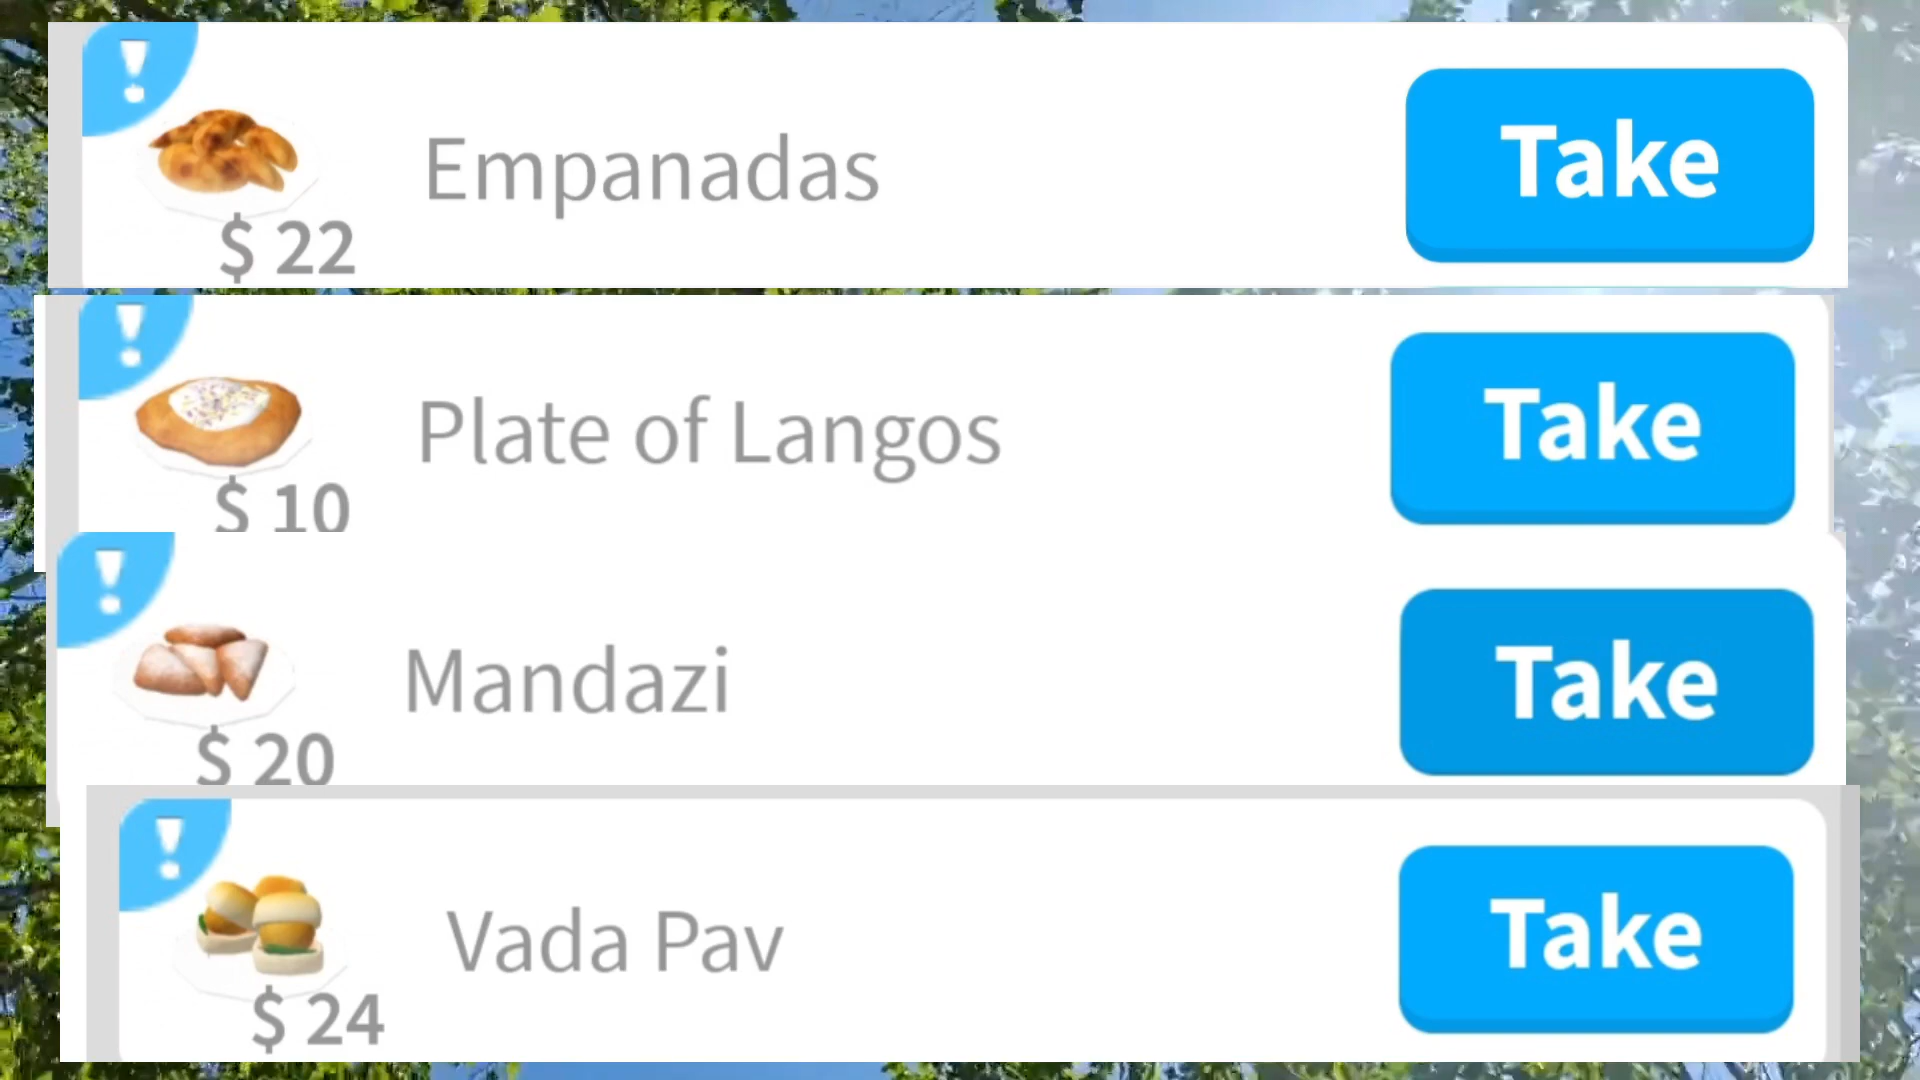 !
Empanadas
Take
$ 22
!
Plate of Langos
Take
$ 10
!
Mandazi
Take
$ 20
!
Vada Pav
Take
$ 24